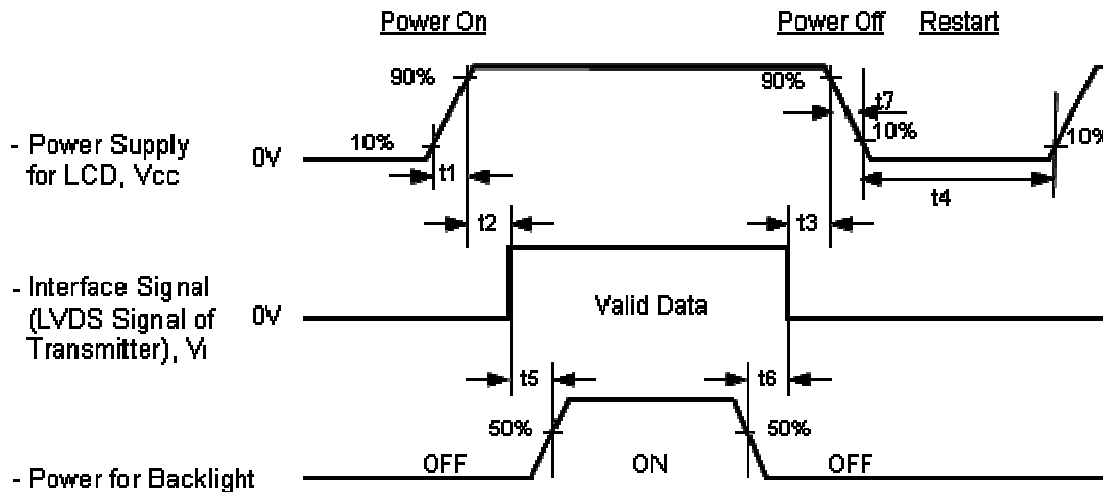 Power On Power Off Restart
90% 90% t7
10% 10% 10%
- Power Supply 0V
for LCD, Vcc
t1 t4
t2 t3
- Interface Signal
(LVDS Signal of 0V Valid Data
Transmitter), Vi
t5 t6
50% 50%
- Power for Backlight OFF ON OFF